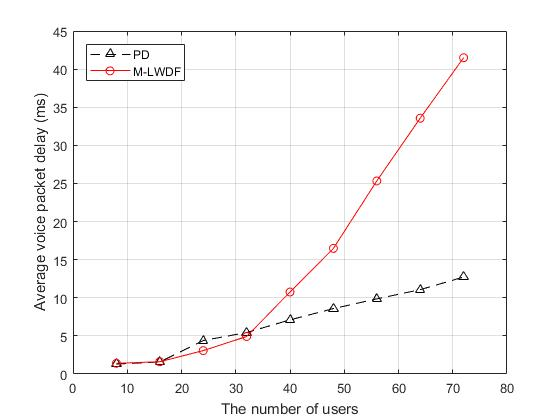 45
40
35
30
25
20
15
10
5
0
Average voice packet delay (ms)
PD
M-LWDF
0 10 20 30 40 50 60 70 80
The number of users